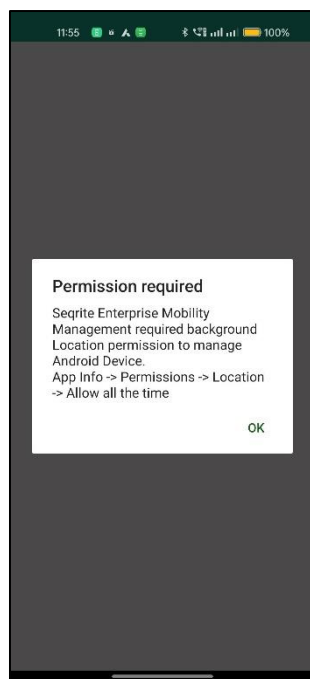 11:55 100%
Permission required
Seqrite Enterprise Mobility
Management required background
Location permission to manage
Android Device.
App Info -> Permissions -> Location
-> Allow all the time
OK